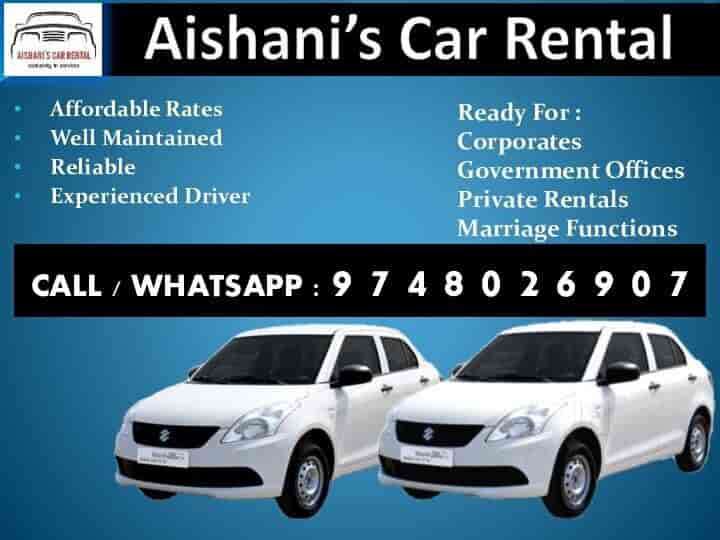 AISHANI'S CAR RENTAL
Aishani's Car Rental
• Affordable Rates
• Well Maintained
• Reliable
• Experienced Driver
Ready For :
Corporates
Government Offices
Private Rentals
Marriage Functions
CALL / WHATSAPP : 9 7 4 8 0 2 6 9 0 7